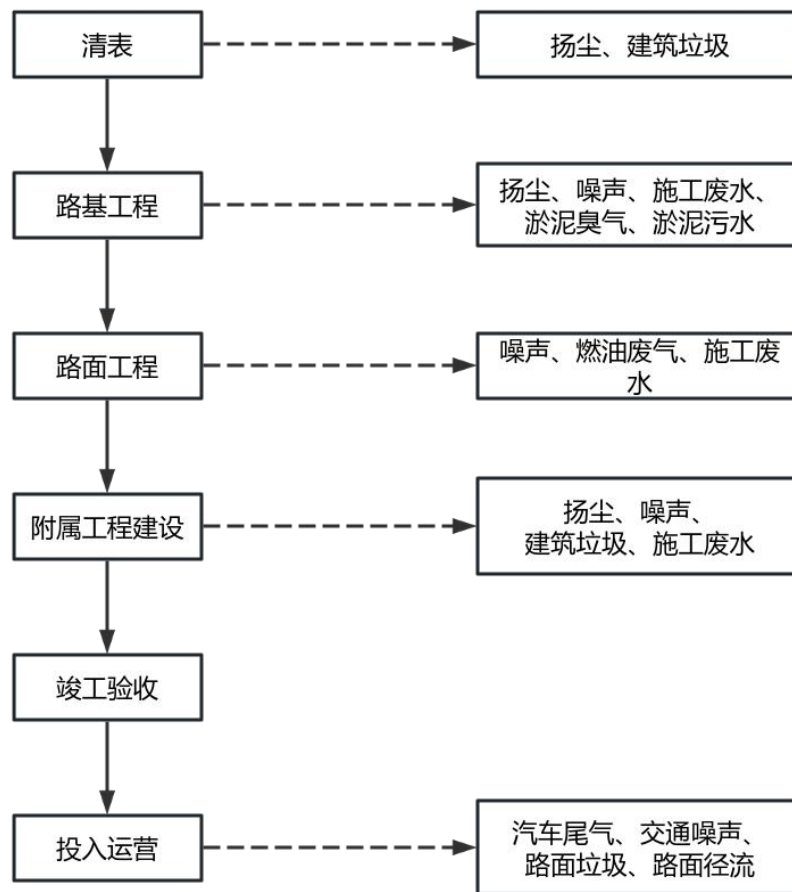 清表
扬尘、建筑垃圾
路基工程
扬尘、噪声、施工废水、
淤泥臭气、淤泥污水
路面工程
噪声、燃油废气、施工废
水
附属工程建设
扬尘、噪声、
建筑垃圾、施工废水
竣工验收
投入运营
汽车尾气、交通噪声、
路面垃圾、路面径流